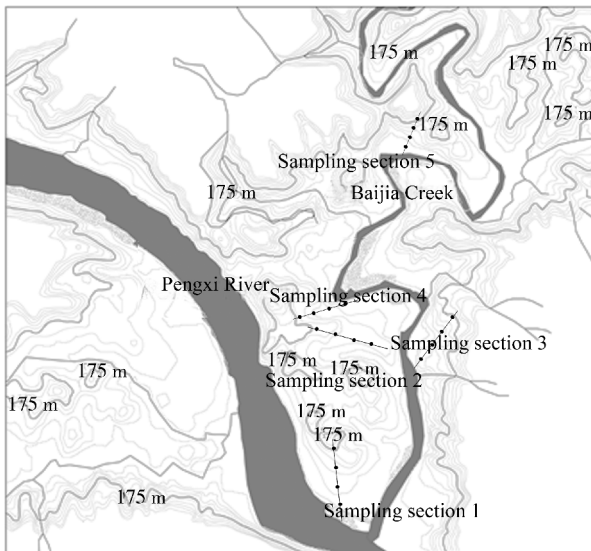 175 m
175 m
175 m
175 m
175 m
Sampling section 5
175 m
Baijia Creek
Pengxi River
Sampling section 4
Sampling section 3
175 m
175 m
175 m
Sampling section 2
175 m
175 m
175 m
175 m
Sampling section 1